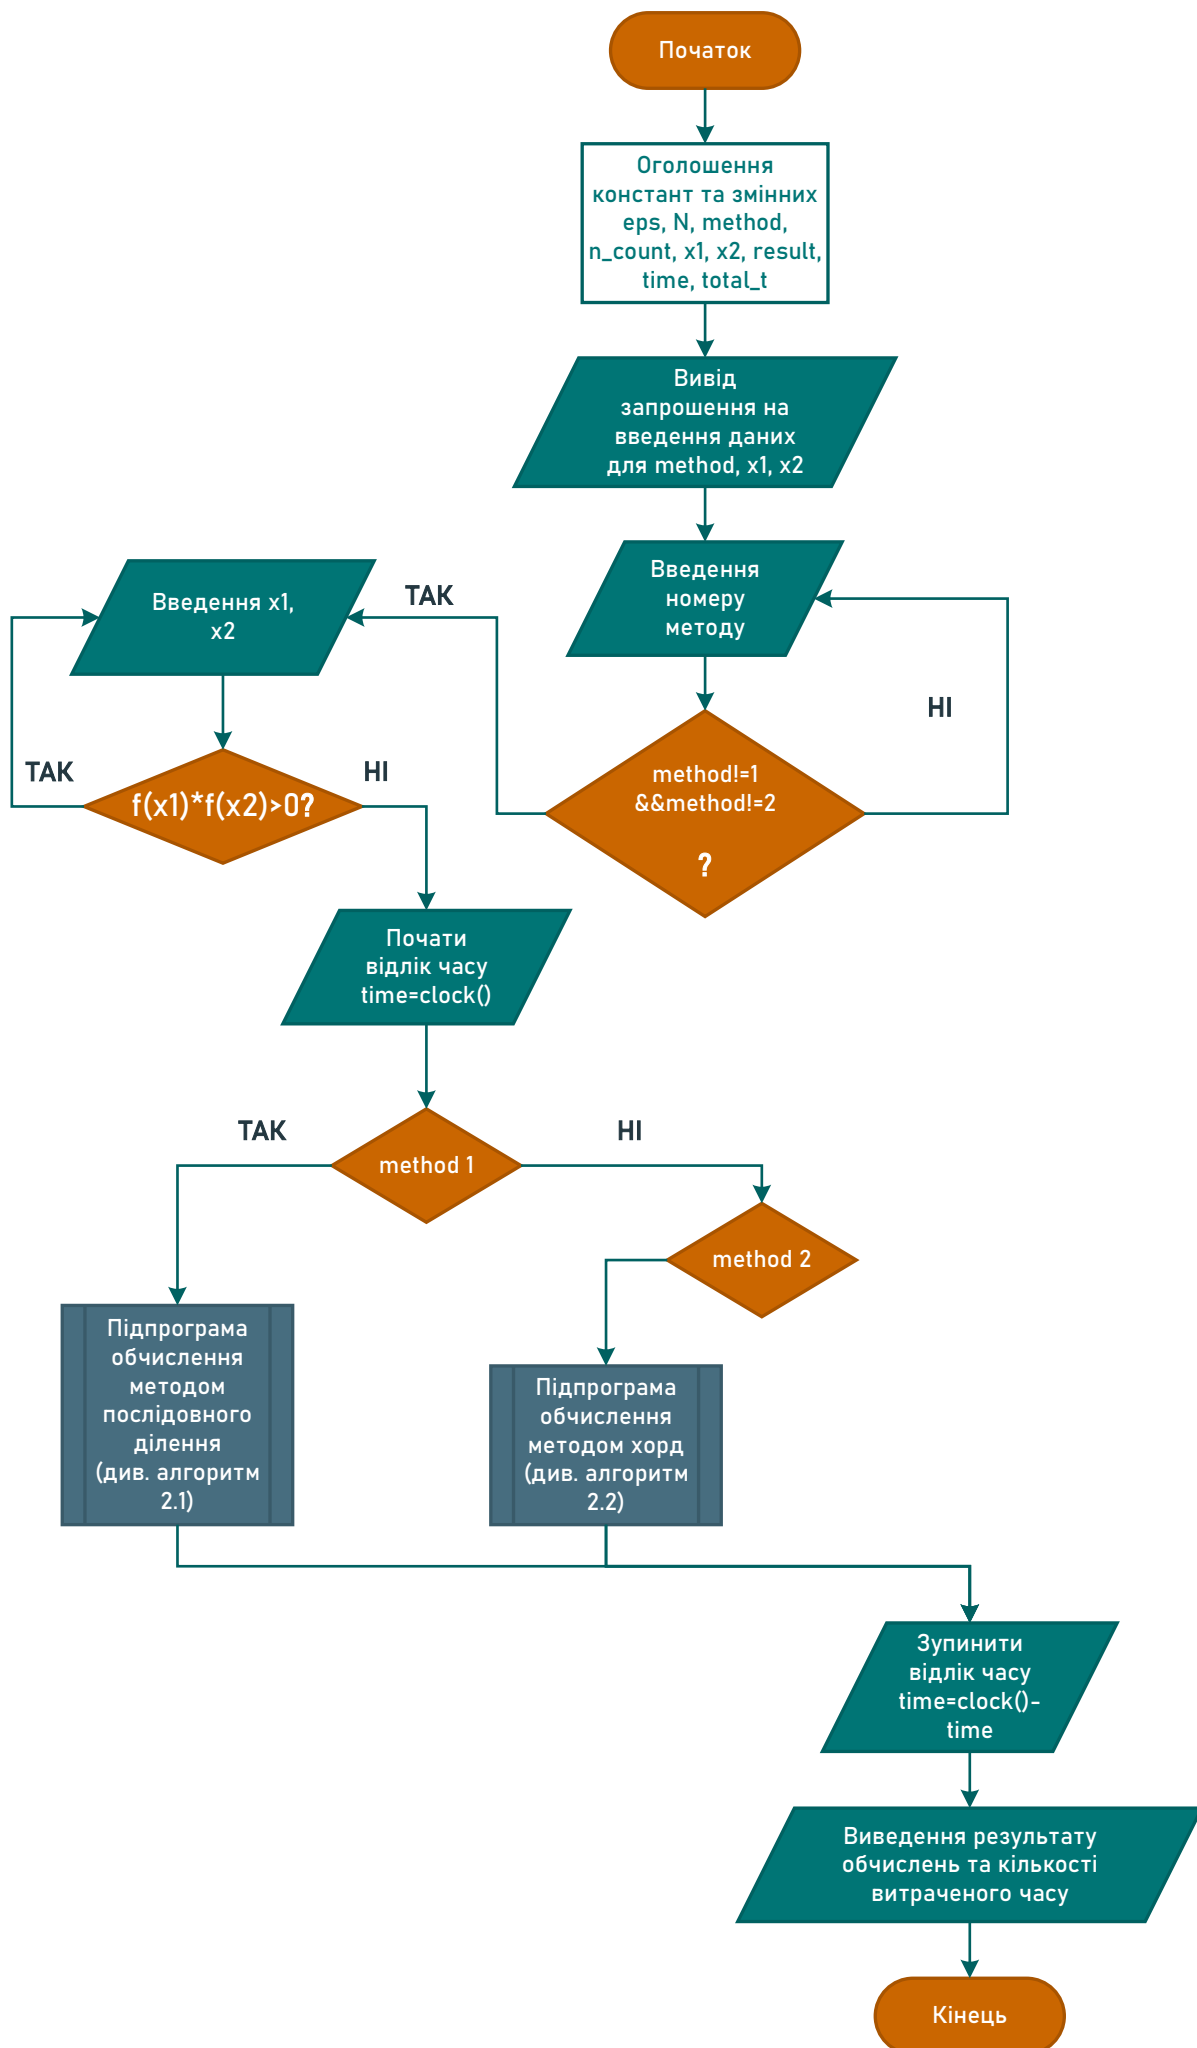 Початок
Оголошення
констант та змінних
eps, N, method,
n_count, x1, x2, result,
time, total_t
Вивід
запрошення на
введення даних
для method, x1, x2
Введення
номеру
методу
ТАК
Введення x1,
x2
НІ
method!=1
&&method!=2
?
ТАК
НІ
f(x1)*f(x2)>0?
Почати
відлік часу
time=clock()
ТАК
НІ
method 1
method 2
Підпрограма
обчислення
методом
послідовного
ділення
(див. алгоритм
2.1)
Підпрограма
обчислення
методом хорд
(див. алгоритм
2.2)
Зупинити
відлік часу
time=clock()-
time
Виведення результату
обчислень та кількості
витраченого часу
Кінець